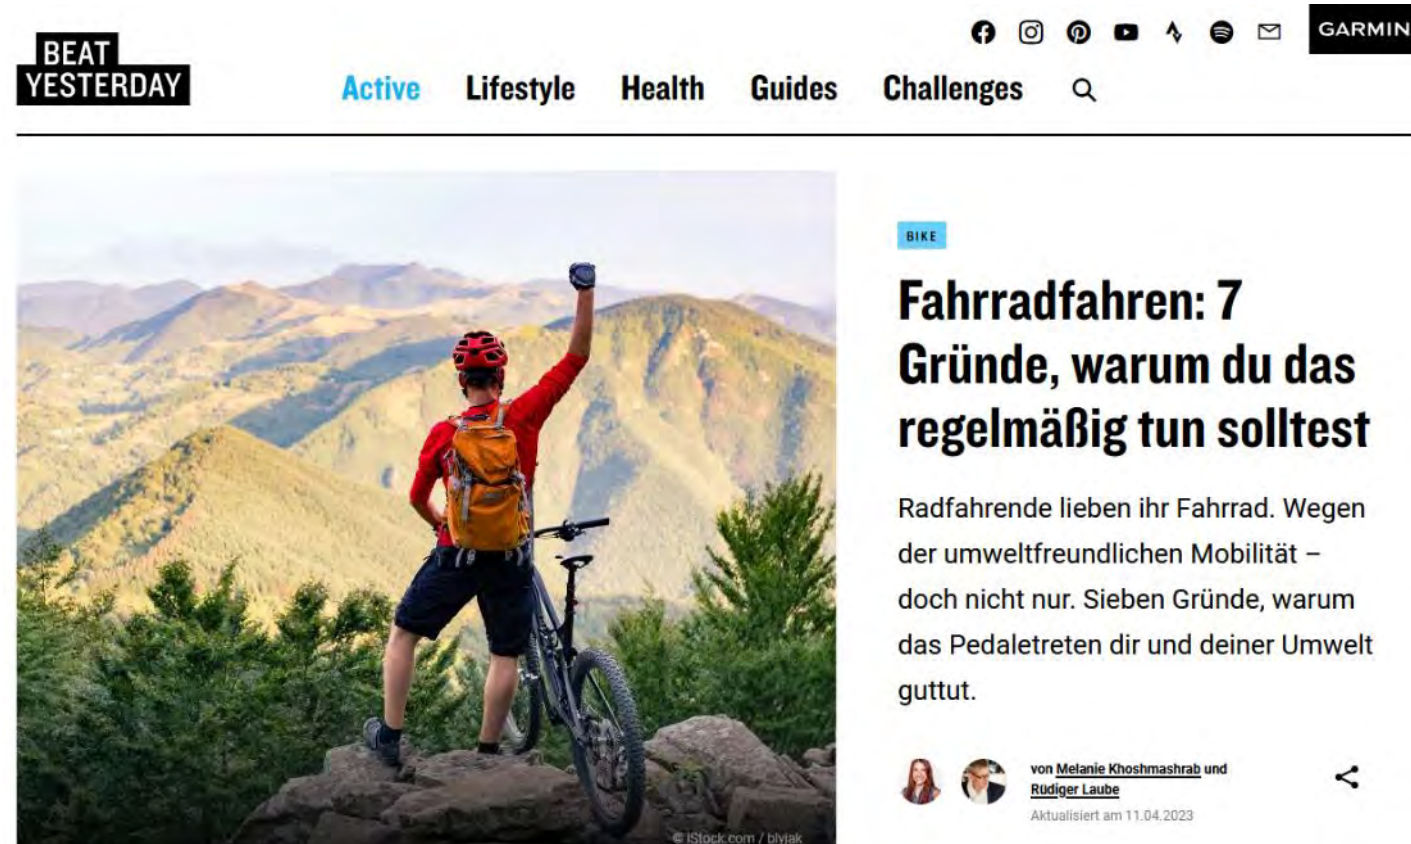 BEAT
YESTERDAY
GARMIN
Active
Lifestyle
Health
Guides
Challenges
BIKE
Fahrradfahren: 7
Gründe, warum du das
regelmäßig tun solltest
Radfahrende lieben ihr Fahrrad. Wegen
der umweltfreundlichen Mobilität –
doch nicht nur. Sieben Gründe, warum
das Pedaletreten dir und deiner Umwelt
guttut.
von Melanie Khoshmashrab und
Rüdiger Laube
Aktualisiert am 11.04.2023
© iStock.com / blyjak